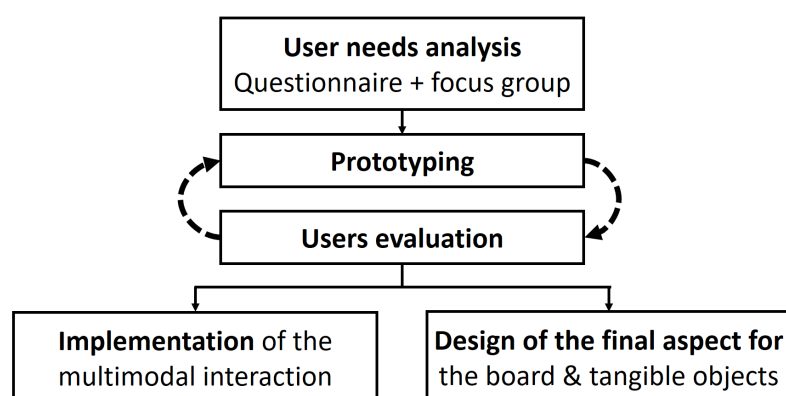 User needs analysis
Questionnaire + focus group
Prototyping
Users evaluation
Implementation of the
multimodal interaction
Design of the final aspect for
the board & tangible objects